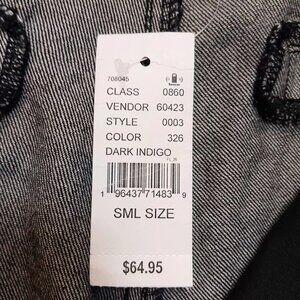 708045
CLASS 0860
VENDOR 60423
STYLE 0003
COLOR 326
DARK INDIGO
1 96437 71483 9
SML SIZE
$64.95